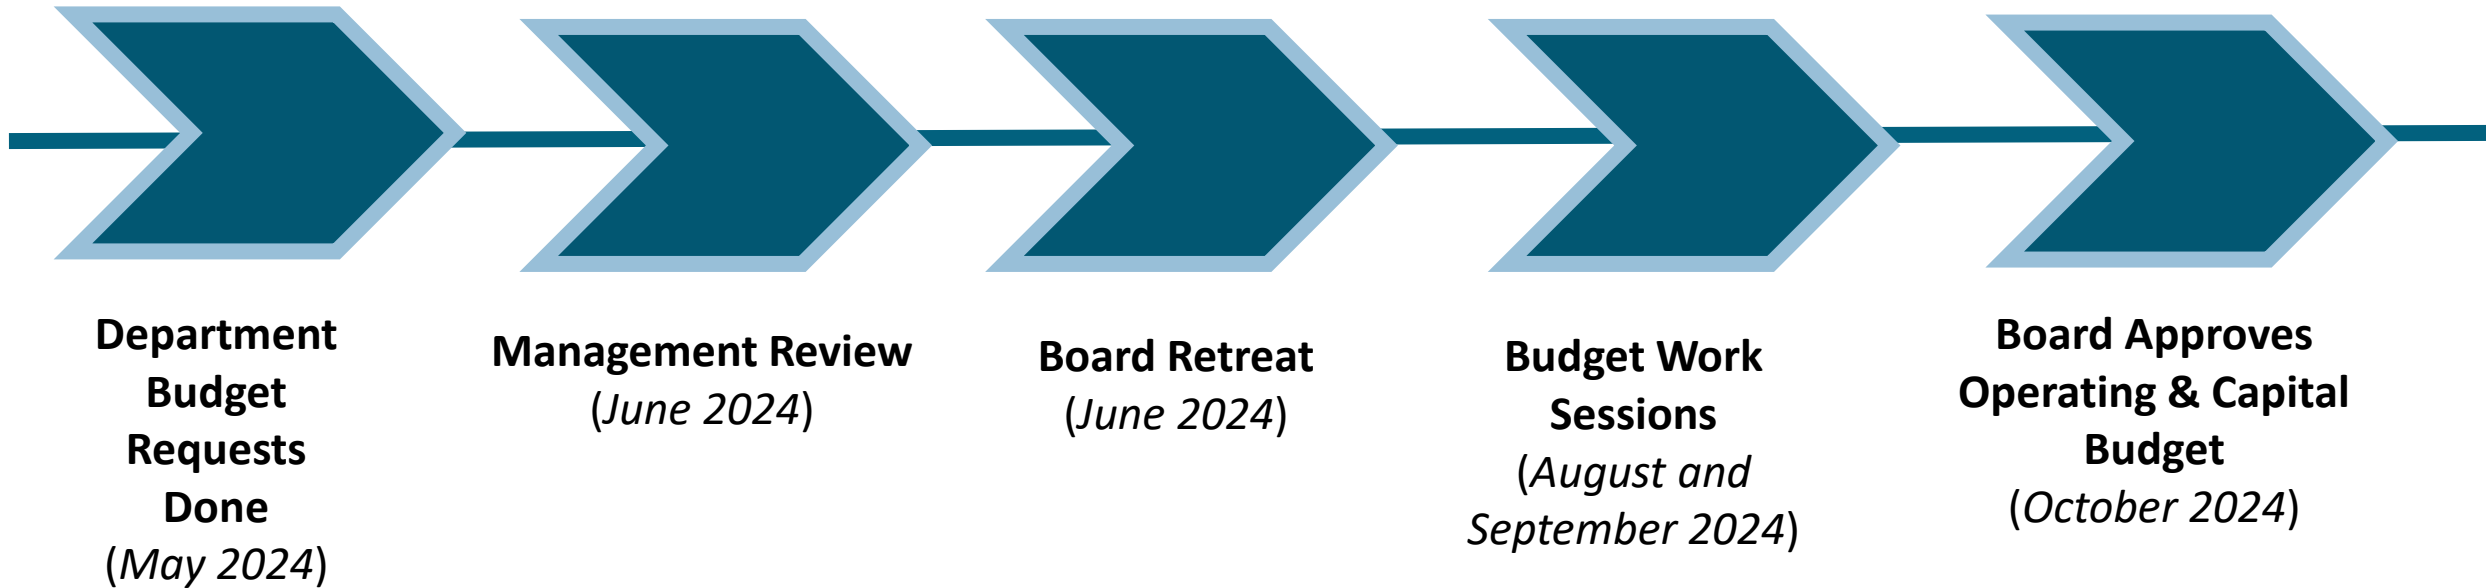 Department
Budget
Requests
Done
(May 2024)
Management Review
(June 2024)
Board Retreat
(June 2024)
Budget Work
Sessions
(August and
September 2024)
Board Approves
Operating & Capital
Budget
(October 2024)